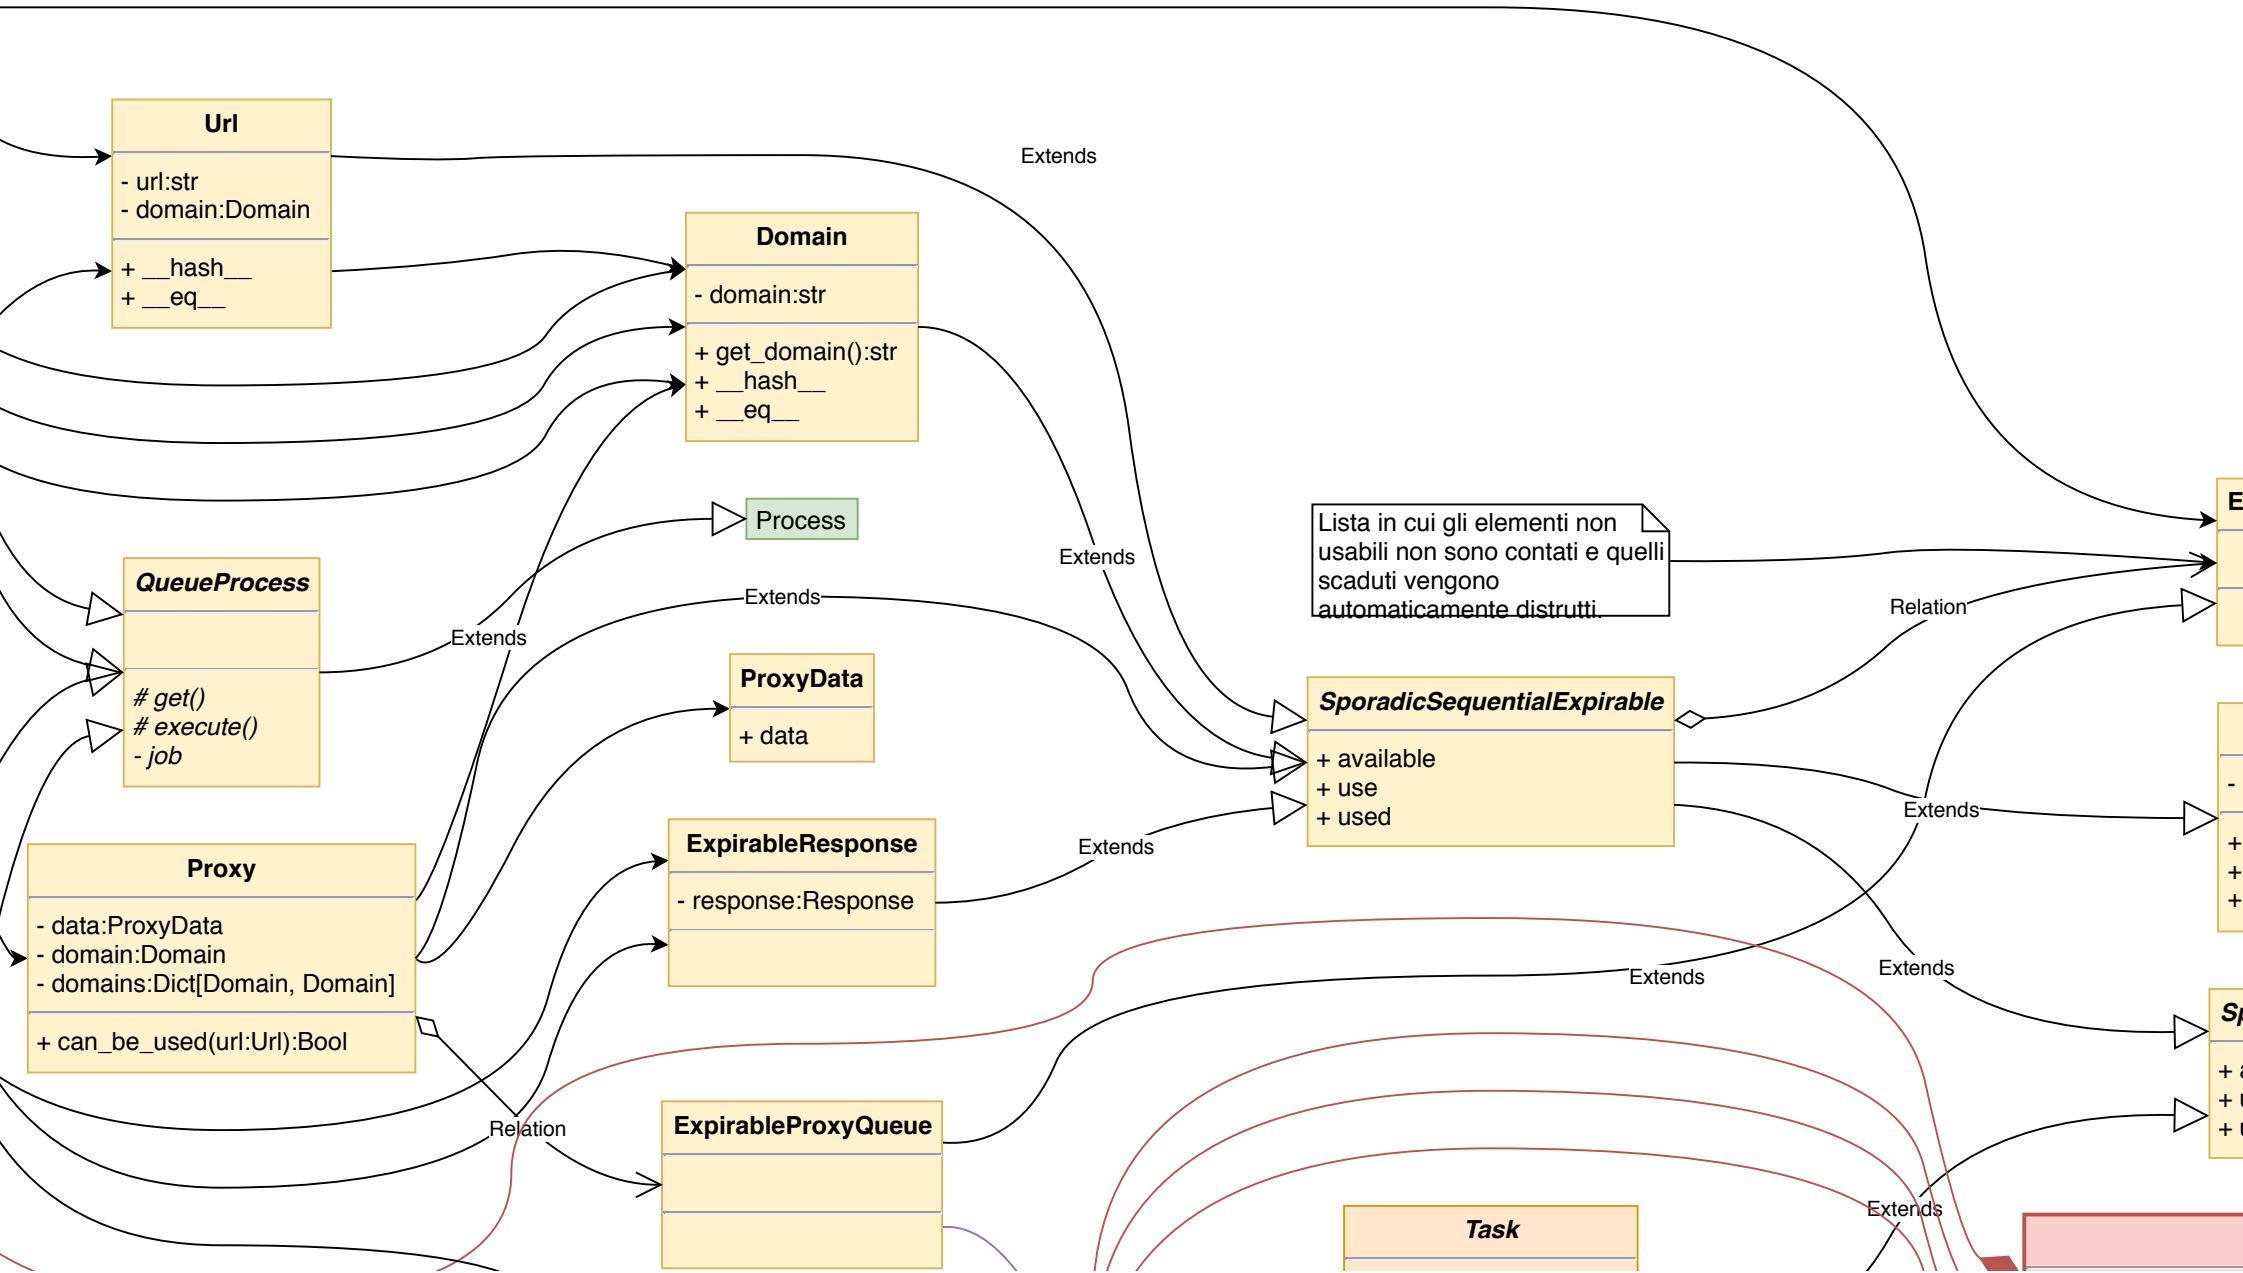 Url
- url:str
- domain:Domain
+ __hash__
+ __eq__
Extends
Domain
- domain:str
+ get_domain():str
+ __hash__
+ __eq__
Process
Extends
QueueProcess
# get()
# execute()
- job
Extends
Extends
ProxyData
+ data
Lista in cui gli elementi non
usabili non sono contati e quelli
scaduti vengono
automaticamente distrutti.
Relation
E
SporadicSequentialExpirable
+ available
+ use
+ used
Extends
-
+
+
+
Proxy
- data:ProxyData
- domain:Domain
- domains:Dict[Domain, Domain]
+ can_be_used(url:Url):Bool
ExpirableResponse
- response:Response
Extends
Extends
Extends
Sp
+ a
+ u
+ u
Relation
ExpirableProxyQueue
Extends
Task